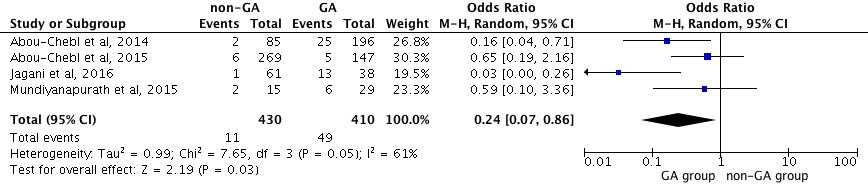 non-GA GA Odds Ratio Odds Ratio
Study or Subgroup Events Total Events Total Weight M-H, Random, 95% CI M-H, Random, 95% CI
Abou-Chebl et al, 2014 2 85 25 196 26.8% 0.16 [0.04, 0.71]
Abou-Chebl et al, 2015 6 269 5 147 30.3% 0.65 [0.19, 2.16]
Jagani et al, 2016 1 61 13 38 19.5% 0.03 [0.00, 0.26]
Mundiyanapurath et al, 2015 2 15 6 29 23.3% 0.59 [0.10, 3.36]
Total (95% CI) 430 410 100.0% 0.24 [0.07, 0.86]
Total events 11 49
Heterogeneity: Tau² = 0.99; Chi² = 7.65, df = 3 (P = 0.05); I² = 61%
Test for overall effect: Z = 2.19 (P = 0.03)
0.01 0.1 1 10 100
GA group non-GA group